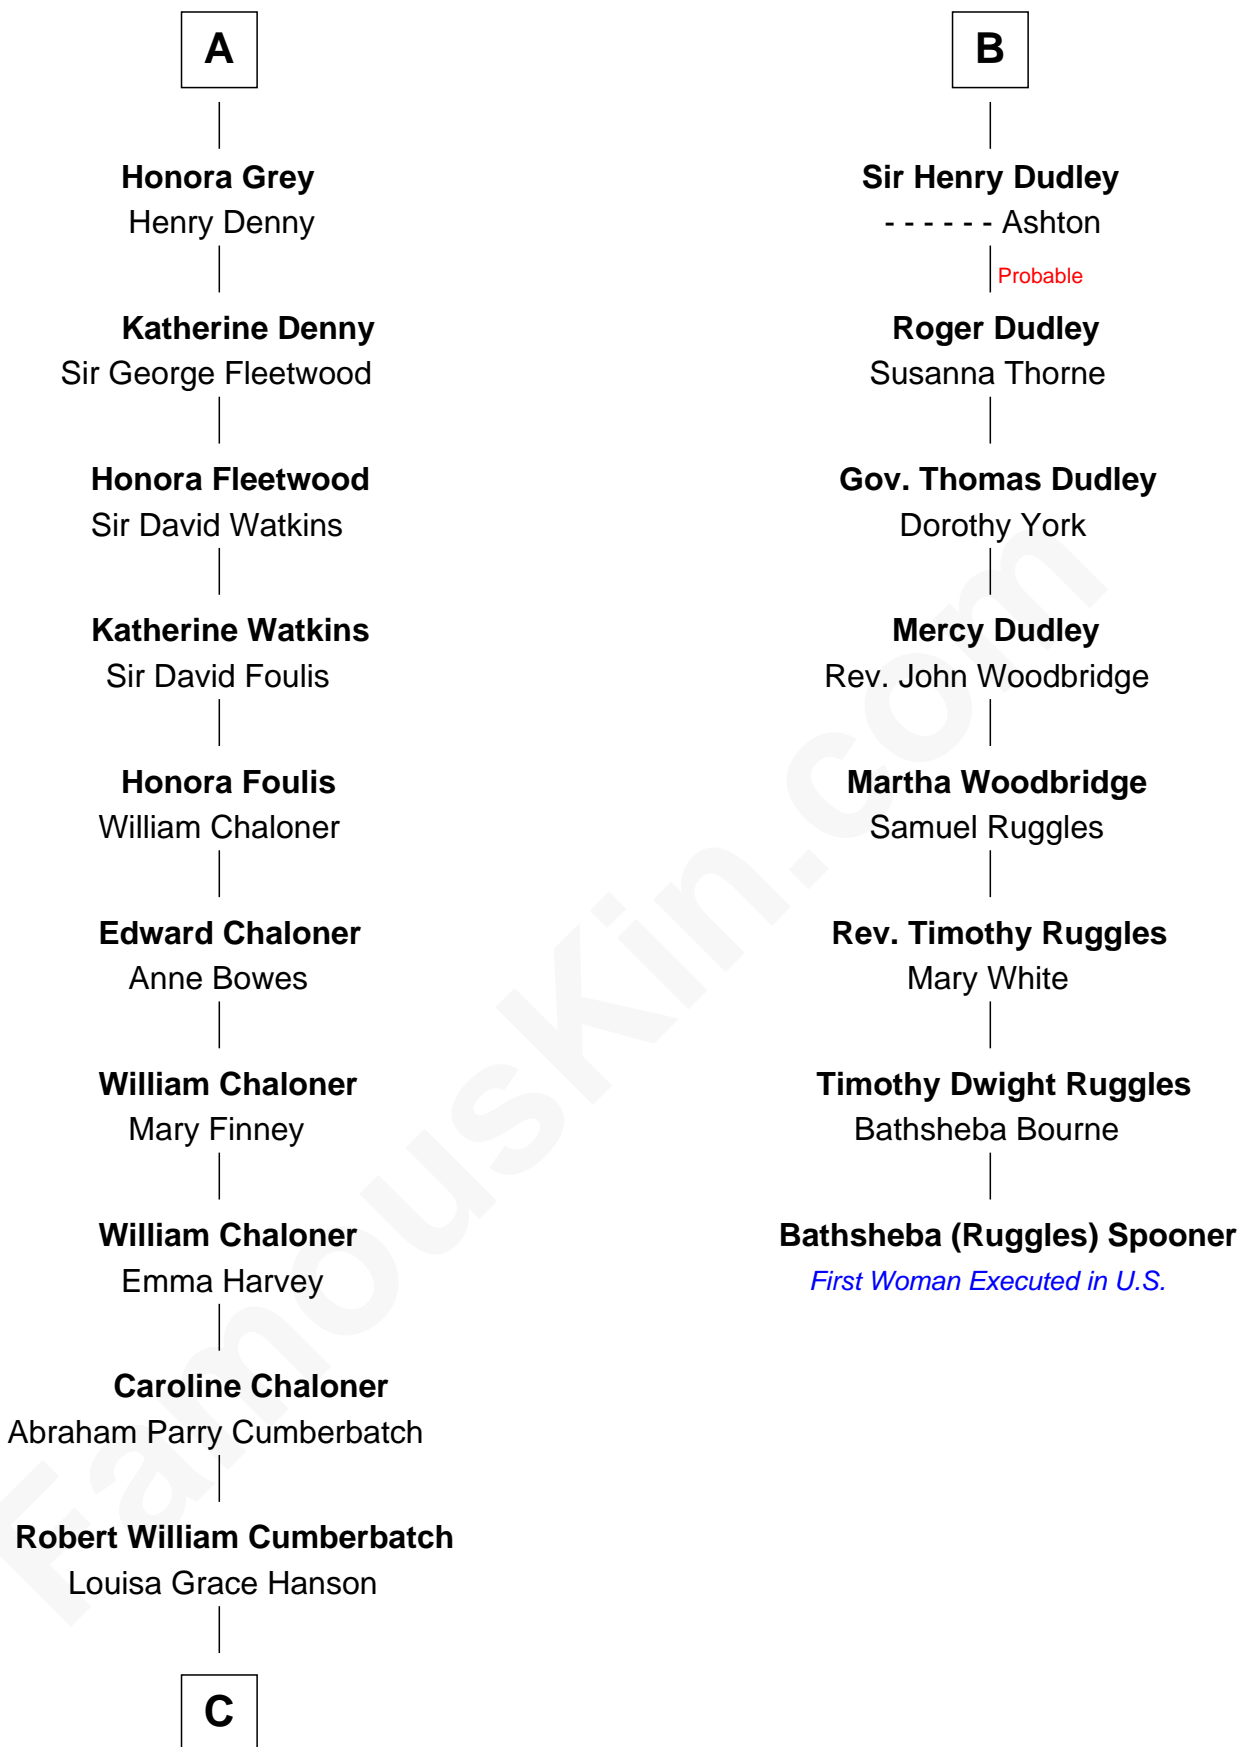 A
Honora Grey
Henry Denny
Katherine Denny
Sir George Fleetwood
Honora Fleetwood
Sir David Watkins
Katherine Watkins
Sir David Foulis
Honora Foulis
William Chaloner
Edward Chaloner
Anne Bowes
William Chaloner
Mary Finney
William Chaloner
Emma Harvey
Caroline Chaloner
Abraham Parry Cumberbatch
Robert William Cumberbatch
Louisa Grace Hanson
C
B
Sir Henry Dudley
- - - - - - Ashton
Probable
Roger Dudley
Susanna Thorne
Gov. Thomas Dudley
Dorothy York
Mercy Dudley
Rev. John Woodbridge
Martha Woodbridge
Samuel Ruggles
Rev. Timothy Ruggles
Mary White
Timothy Dwight Ruggles
Bathsheba Bourne
Bathsheba (Ruggles) Spooner
First Woman Executed in U.S.
FamousKin.com